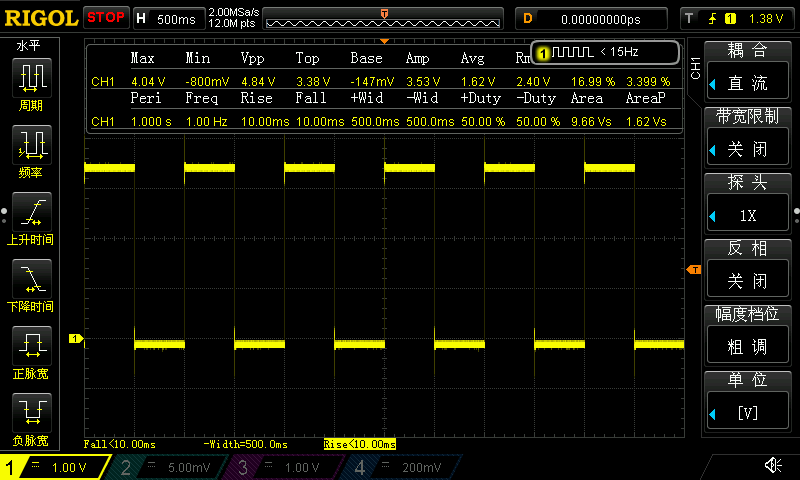 RIGOL STOP H 500ms 2.00MSa/s 12.0M pts T D 0.00000000ps T 1 1.38 V
水平
周期
频率
上升时间
下降时间
正脉宽
负脉宽
1 < 15Hz
Max Min Vpp Top Base Amp Avg Rm
CH1 4.04 V -800mV 4.84 V 3.38 V -147mV 3.53 V 1.62 V 2.40 V 16.99 % 3.399 %
Peri Freq Rise Fall +Wid -Wid +Duty -Duty Area AreaP
CH1 1.000 s 1.00 Hz 10.00ms 10.00ms 500.0ms 500.0ms 50.00 % 50.00 % 9.66 Vs 1.62 Vs
1
T
Fall<10.00ms -Width=500.0ms Rise<10.00ms
CH1
耦合
直流
带宽限制
关闭
探头
1X
反相
关闭
幅度档位
粗调
单位
[V]
1 1.00 V 2 5.00mV 3 1.00 V 4 200mV